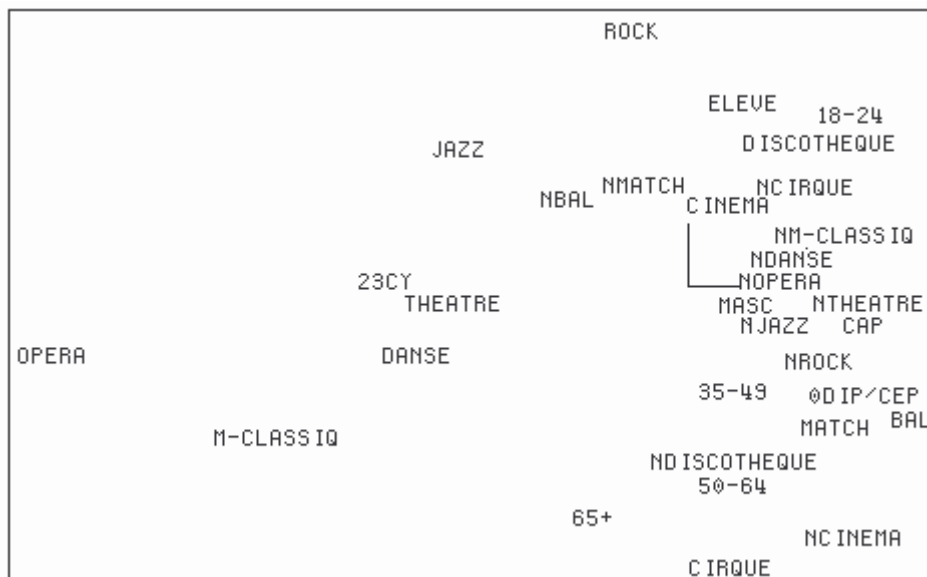 ROCK
ELEVE
18-24
DISCOTHEQUE
JAZZ
NMATCH
NCIRQUE
NBAL
CINEMA
NM-CLASSIQ
NDANSE
23CY
NOPERA
THEATRE
MASC
NTHEATRE
NJAZZ
CAP
OPERA
DANSE
NROCK
35-49
0DIP/CEP
BAL
MATCH
M-CLASSIQ
NDISCOTHEQUE
50-64
65+
NCINEMA
CIRQUE